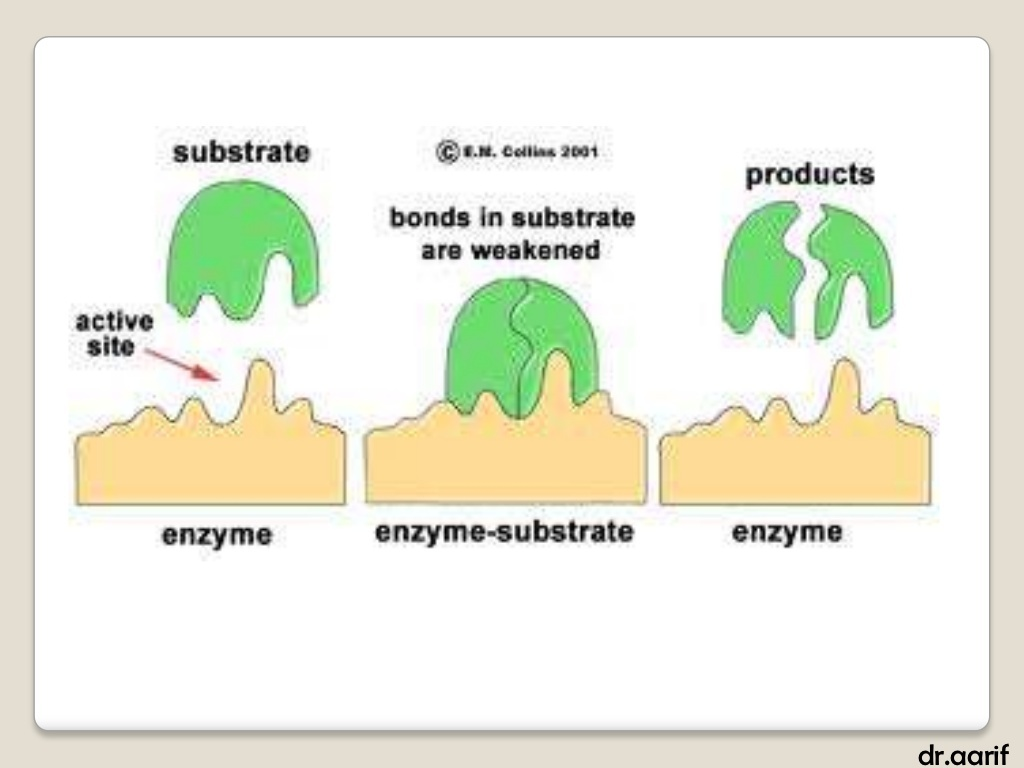 substrate
© E.M. Collins 2001
products
bonds in substrate
are weakened
active
site
enzyme
enzyme-substrate
enzyme
dr.aarif